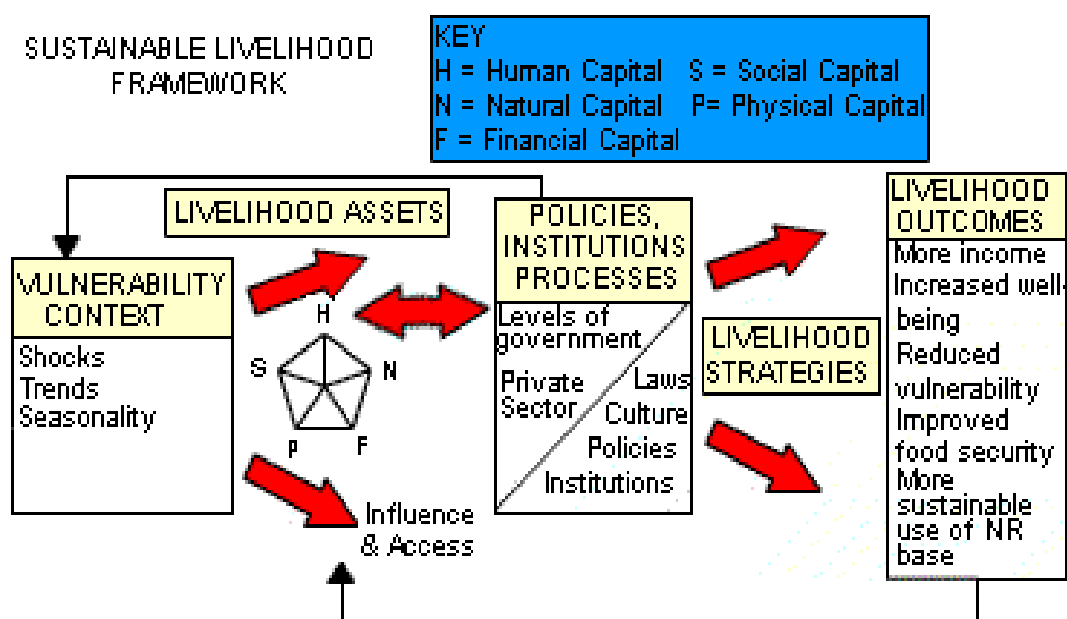 SUSTAINABLE LIVELIHOOD
FRAMEWORK
KEY
H = Human Capital S = Social Capital
N = Natural Capital P= Physical Capital
F = Financial Capital
LIVELIHOOD ASSETS
VULNERABILITY
CONTEXT
Shocks
Trends
Seasonality
H
S
N
P
F
Influence
& Access
POLICIES,
INSTITUTIONS
PROCESSES
Levels of
government
Private
Sector
Laws
Culture
Policies
Institutions
LIVELIHOOD
STRATEGIES
LIVELIHOOD
OUTCOMES
More income
Increased well-
being
Reduced
vulnerability
Improved
food security
More
sustainable
use of NR
base